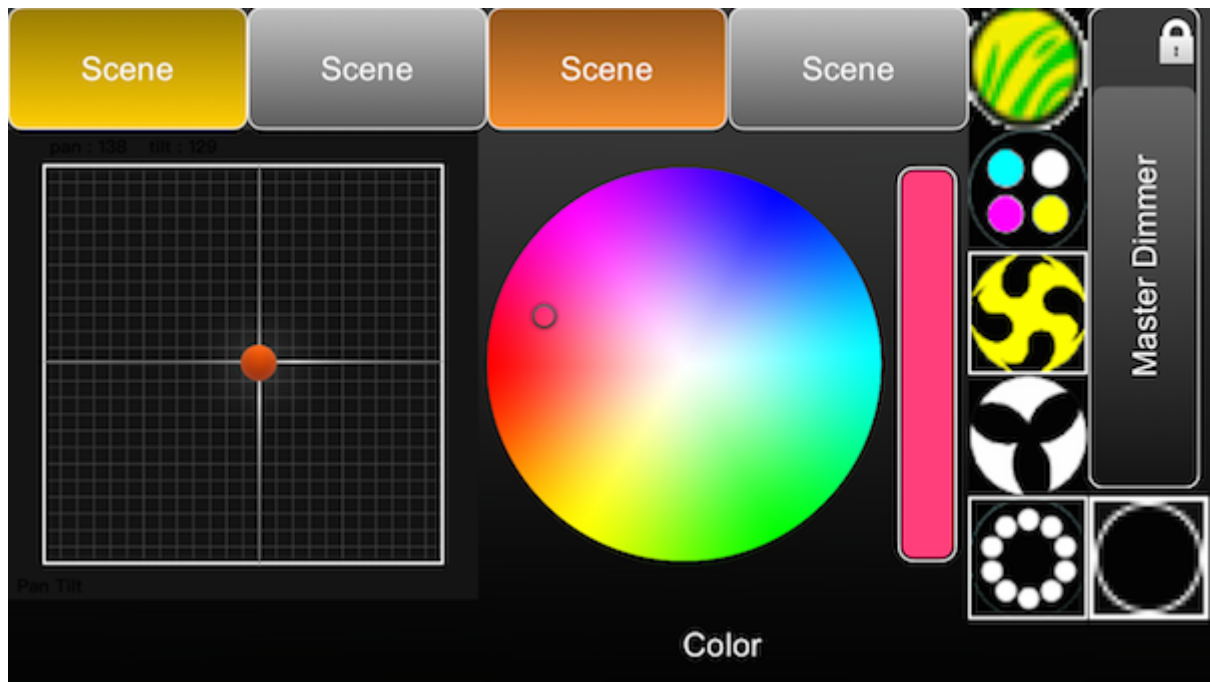 Scene
Scene
Scene
Scene
pan : 138 tilt : 129
Master Dimmer
Pan Tilt
Color